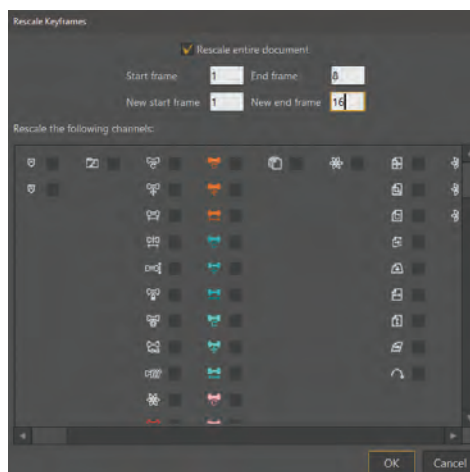 Rescale Keyframes
Rescale entire document
Start frame 1 End frame 8
New start frame 1 New end frame 16
Rescale the following channels:
OK Cancel